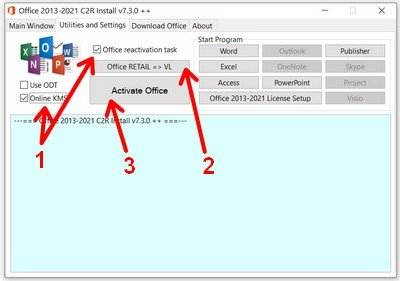 Office 2013-2021 C2R Install v7.3.0 ++
Main Window Utilities and Settings Download Office About
Office reactivation task
Office RETAIL => VL
Use ODT
Online KMS
Activate Office
Start Program
Word Outlook Publisher
Excel OneNote Skype
Access PowerPoint Project
Office 2013-2021 License Setup Visio
1 3 2
---=== Office 2013-2021 C2R Install v7.3.0 ++ ===---